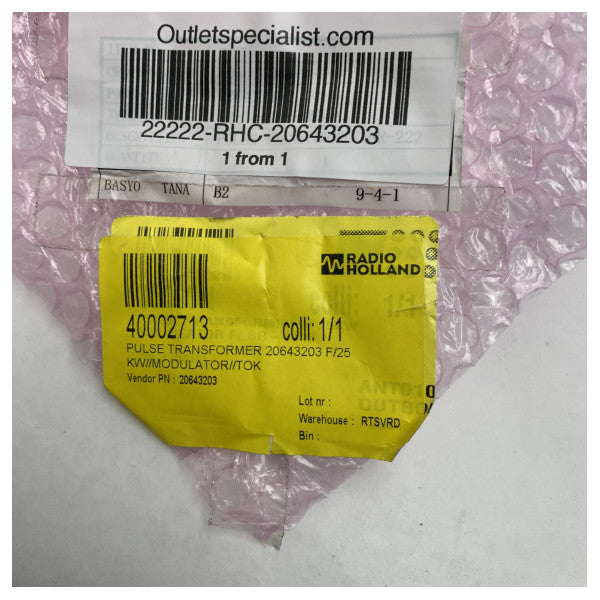 Outletspecialist.com
22222-RHC-20643203
1 from 1
BASYO TANA B2 9-4-1
RADIO
HOLLAND
40002713 colli: 1/1
PULSE TRANSFORMER 20643203 F/25
KW//MODULATOR//TOK
Vendor PN : 20643203
Lot nr :
Warehouse : RTSVRD
Bin :